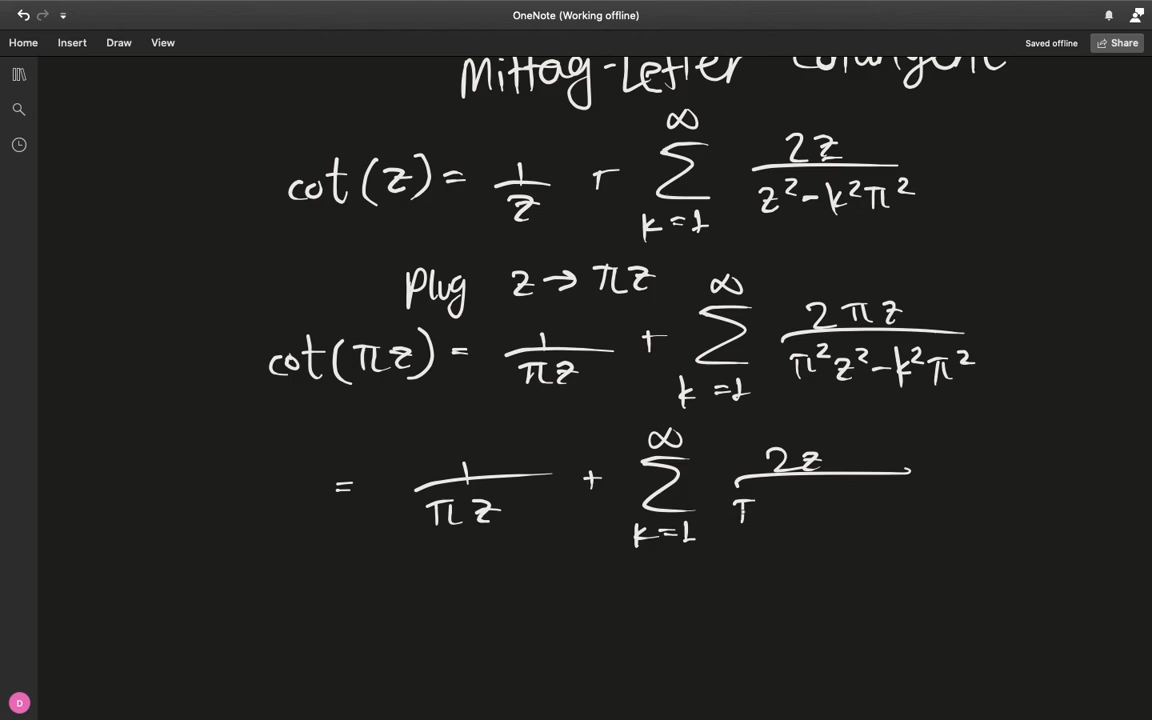 OneNote (Working offline)
Home Insert Draw View
Saved offline Share
Mittag-Leffler Cotangent
cot(z) = 1/z + ∑_{k=1}^{∞} 2z/(z²-k²π²)
Plug z → πz
cot(πz) = 1/(πz) + ∑_{k=1}^{∞} 2πz/(π²z²-k²π²)
= 1/(πz) + ∑_{k=1}^{∞} 2z/π
D